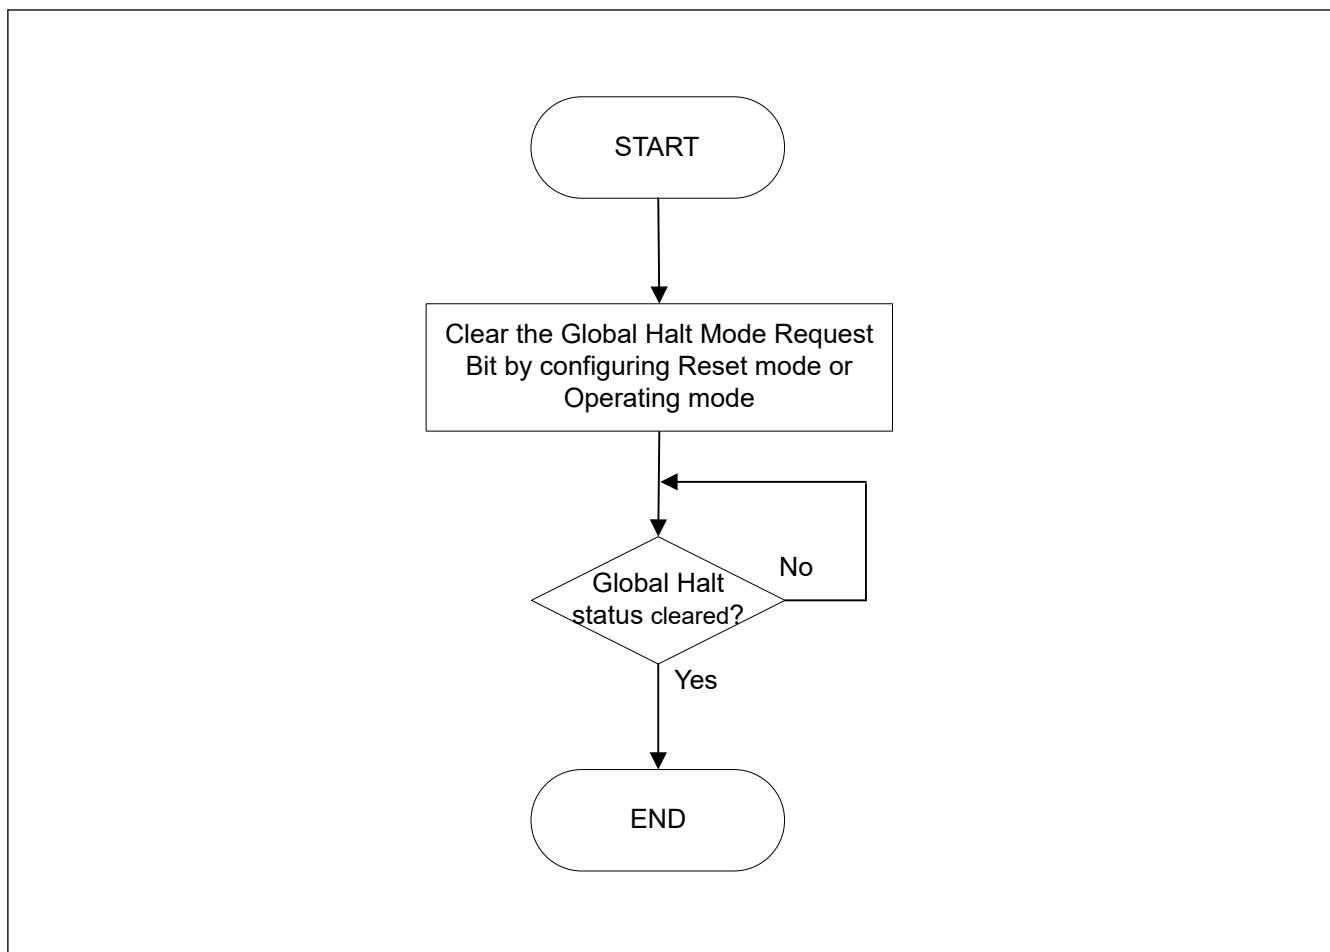 START
Clear the Global Halt Mode Request
Bit by configuring Reset mode or
Operating mode
No
Global Halt
status cleared?
Yes
END